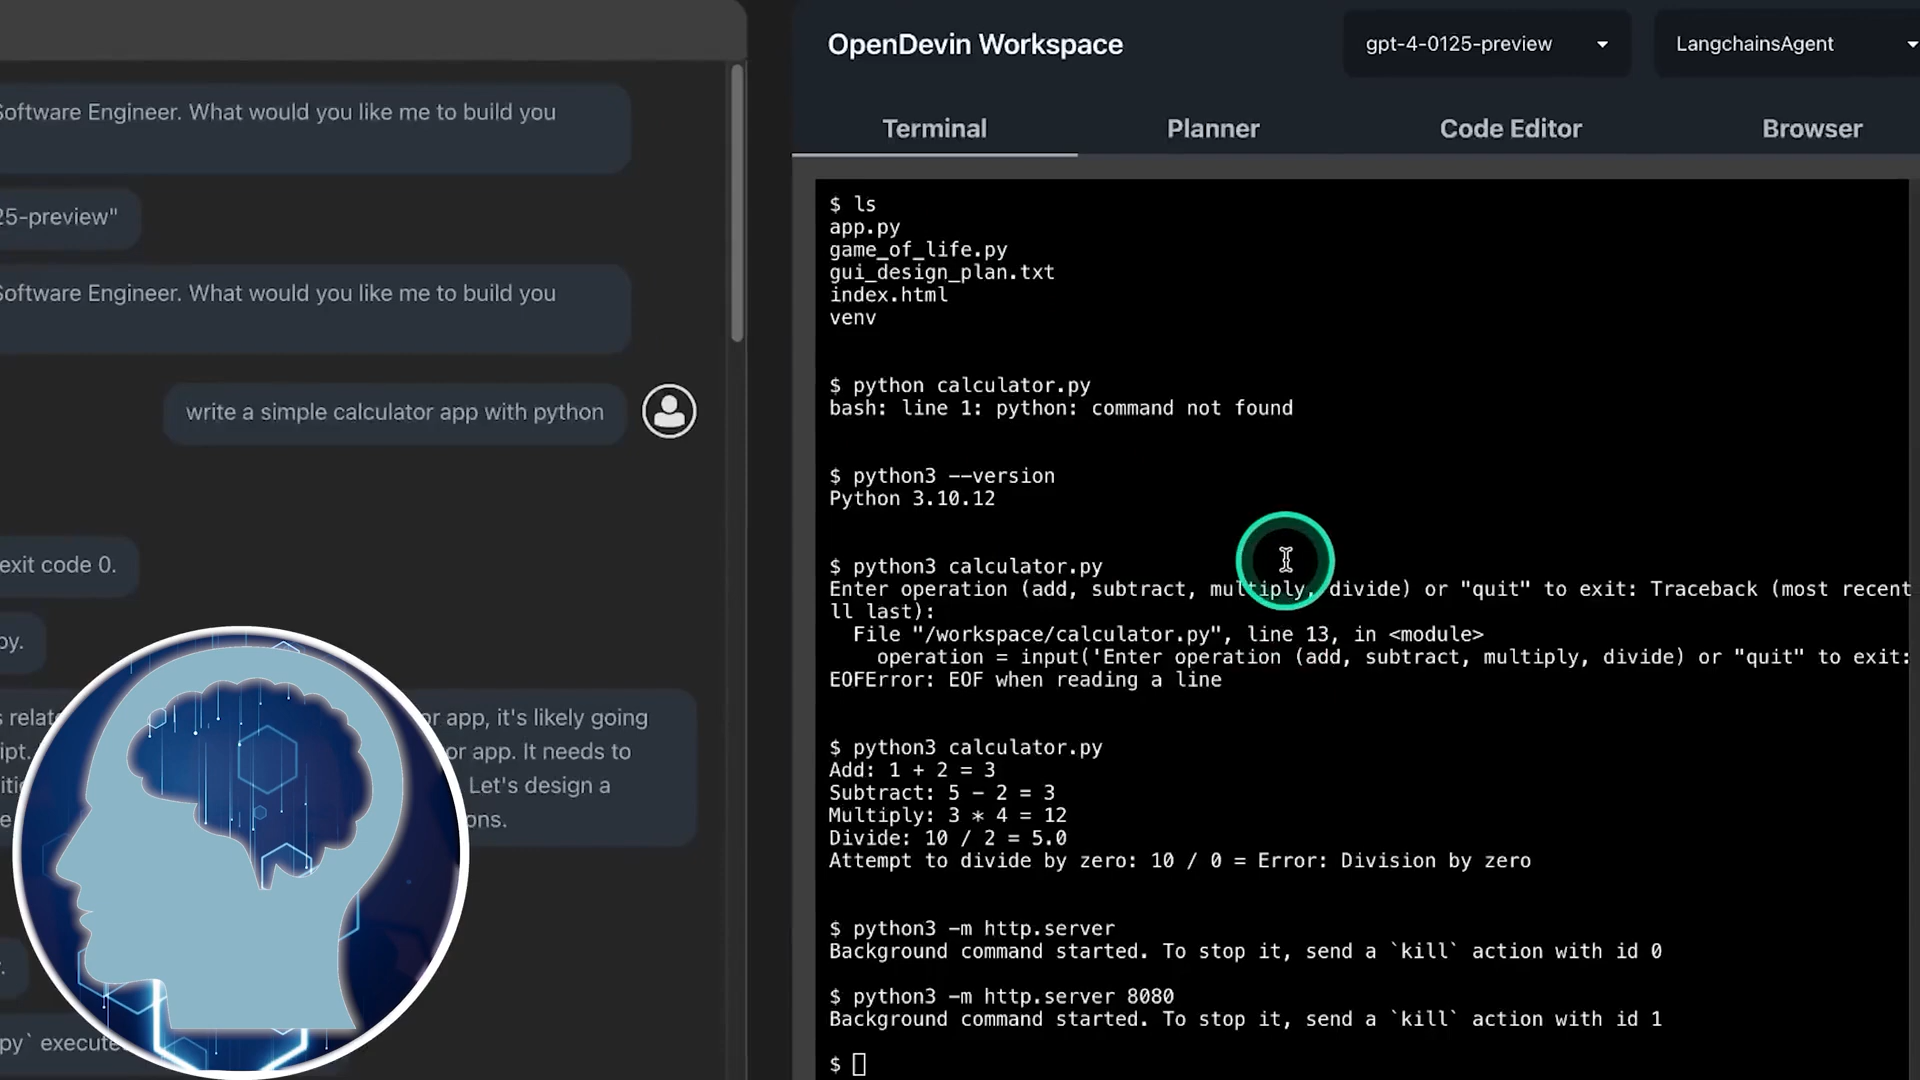 Software Engineer. What would you like me to build you
25-preview"
Software Engineer. What would you like me to build you
write a simple calculator app with python
exit code 0.
py.
or app, it's likely going
or app. It needs to
Let's design a
ons.
py` execute
OpenDevin Workspace
gpt-4-0125-preview
LangchainsAgent
Terminal
Planner
Code Editor
Browser
$ ls
app.py
game_of_life.py
gui_design_plan.txt
index.html
venv
$ python calculator.py
bash: line 1: python: command not found
$ python3 --version
Python 3.10.12
$ python3 calculator.py
Enter operation (add, subtract, multiply, divide) or "quit" to exit: Traceback (most recent
ll last):
File "/workspace/calculator.py", line 13, in <module>
operation = input('Enter operation (add, subtract, multiply, divide) or "quit" to exit:
EOFError: EOF when reading a line
$ python3 calculator.py
Add: 1 + 2 = 3
Subtract: 5 - 2 = 3
Multiply: 3 * 4 = 12
Divide: 10 / 2 = 5.0
Attempt to divide by zero: 10 / 0 = Error: Division by zero
$ python3 -m http.server
Background command started. To stop it, send a `kill` action with id 0
$ python3 -m http.server 8080
Background command started. To stop it, send a `kill` action with id 1
$